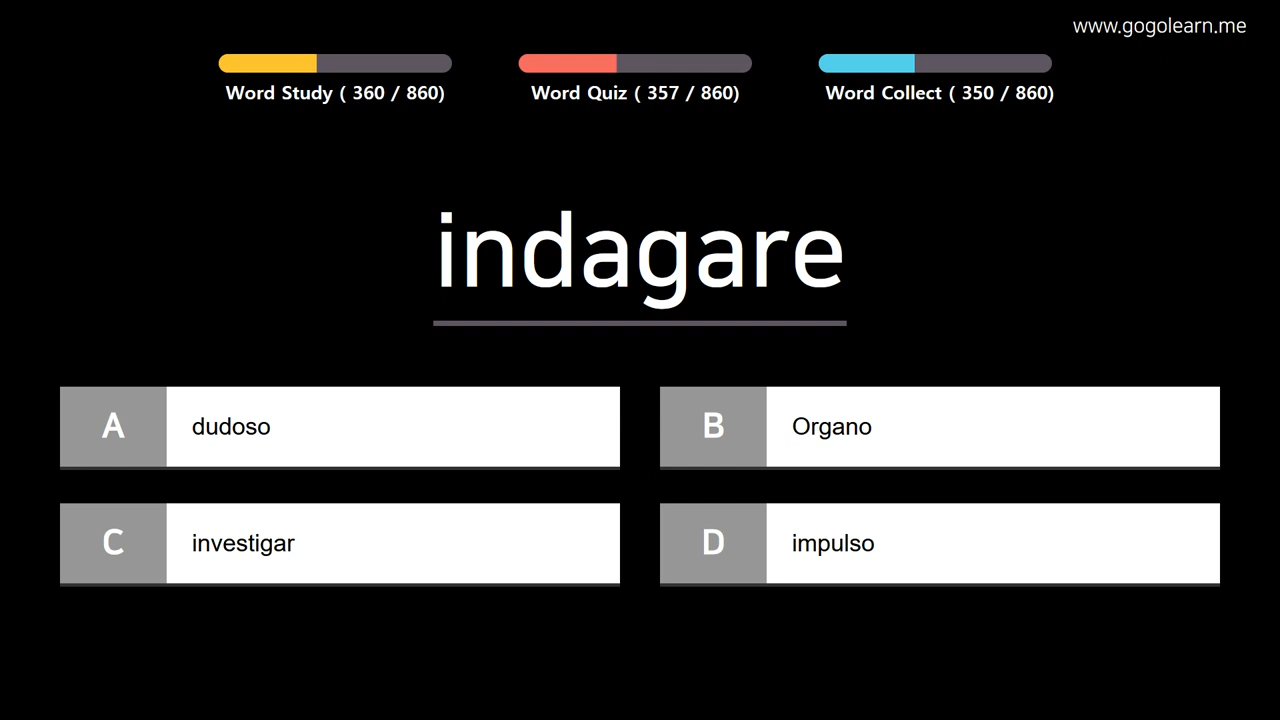 www.gogolearn.me
Word Study ( 360 / 860)
Word Quiz ( 357 / 860)
Word Collect ( 350 / 860)
indagare
A dudoso
B Organo
C investigar
D impulso